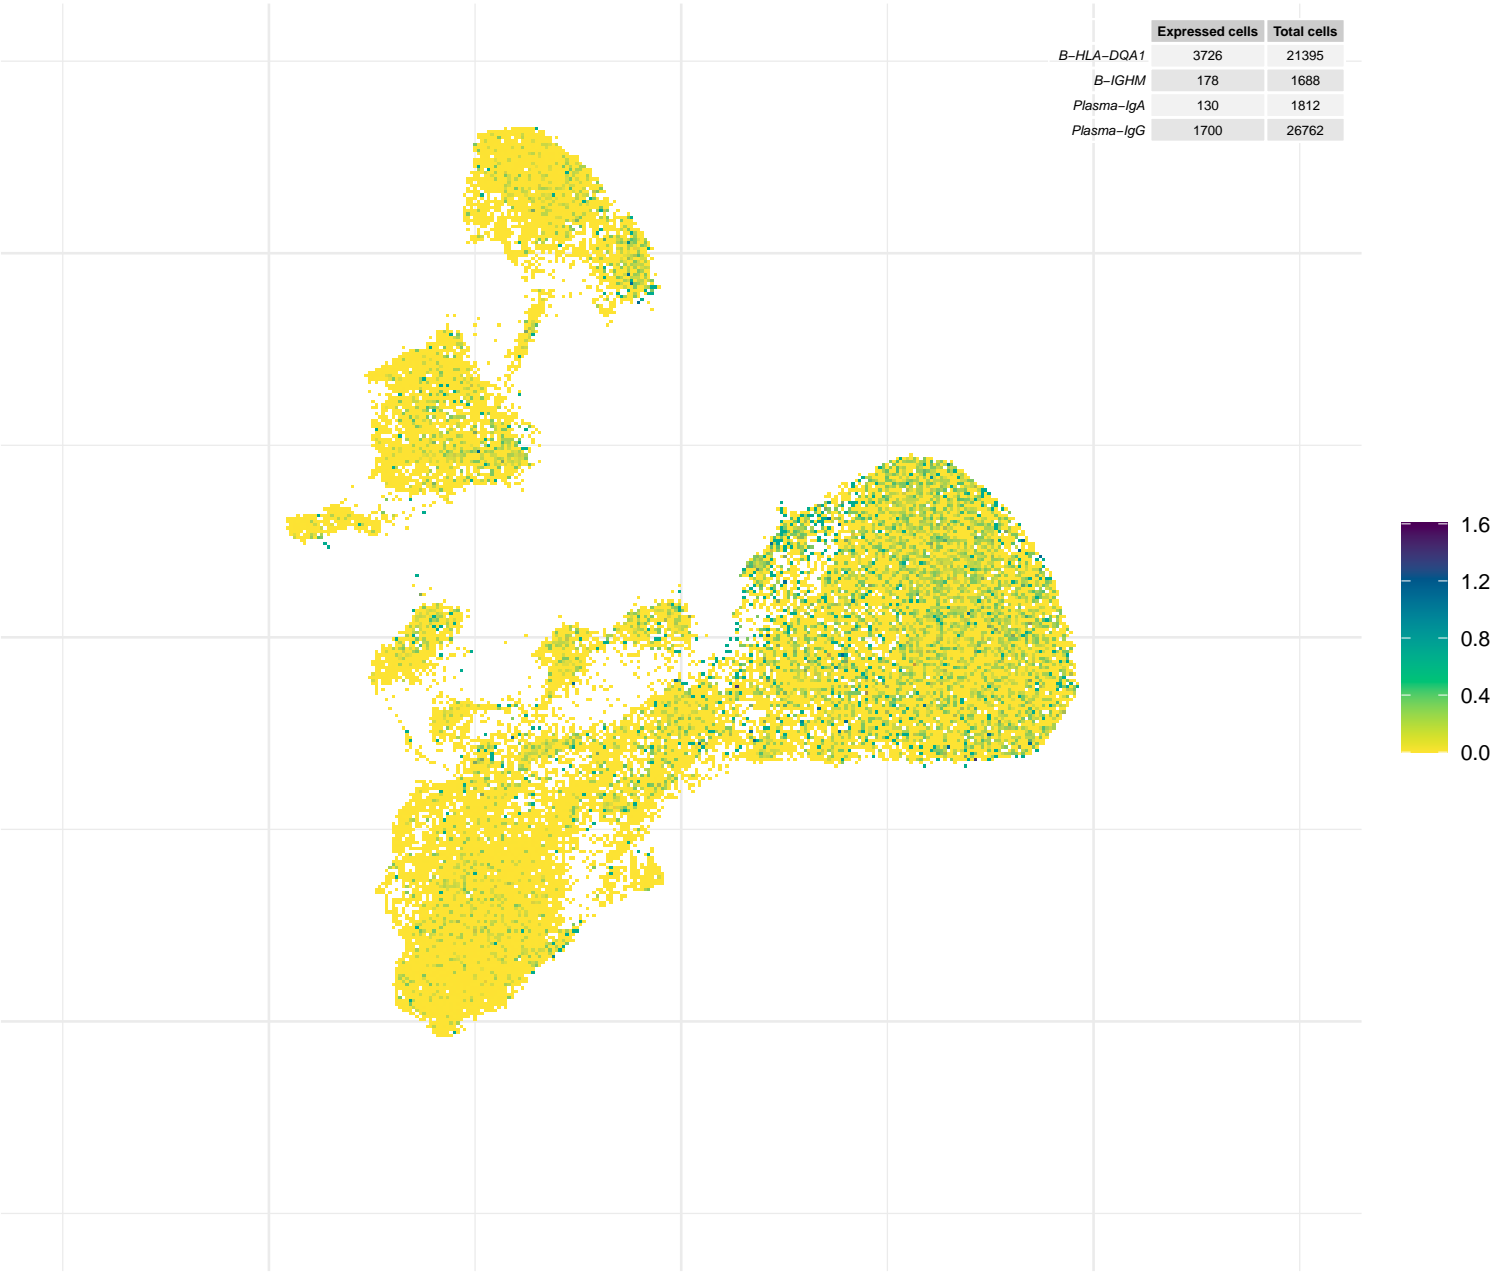 Expressed cells Total cells
B−HLA−DQA1 3726 21395
B−IGHM 178 1688
Plasma−IgA 130 1812
Plasma−IgG 1700 26762
1.6
1.2
0.8
0.4
0.0